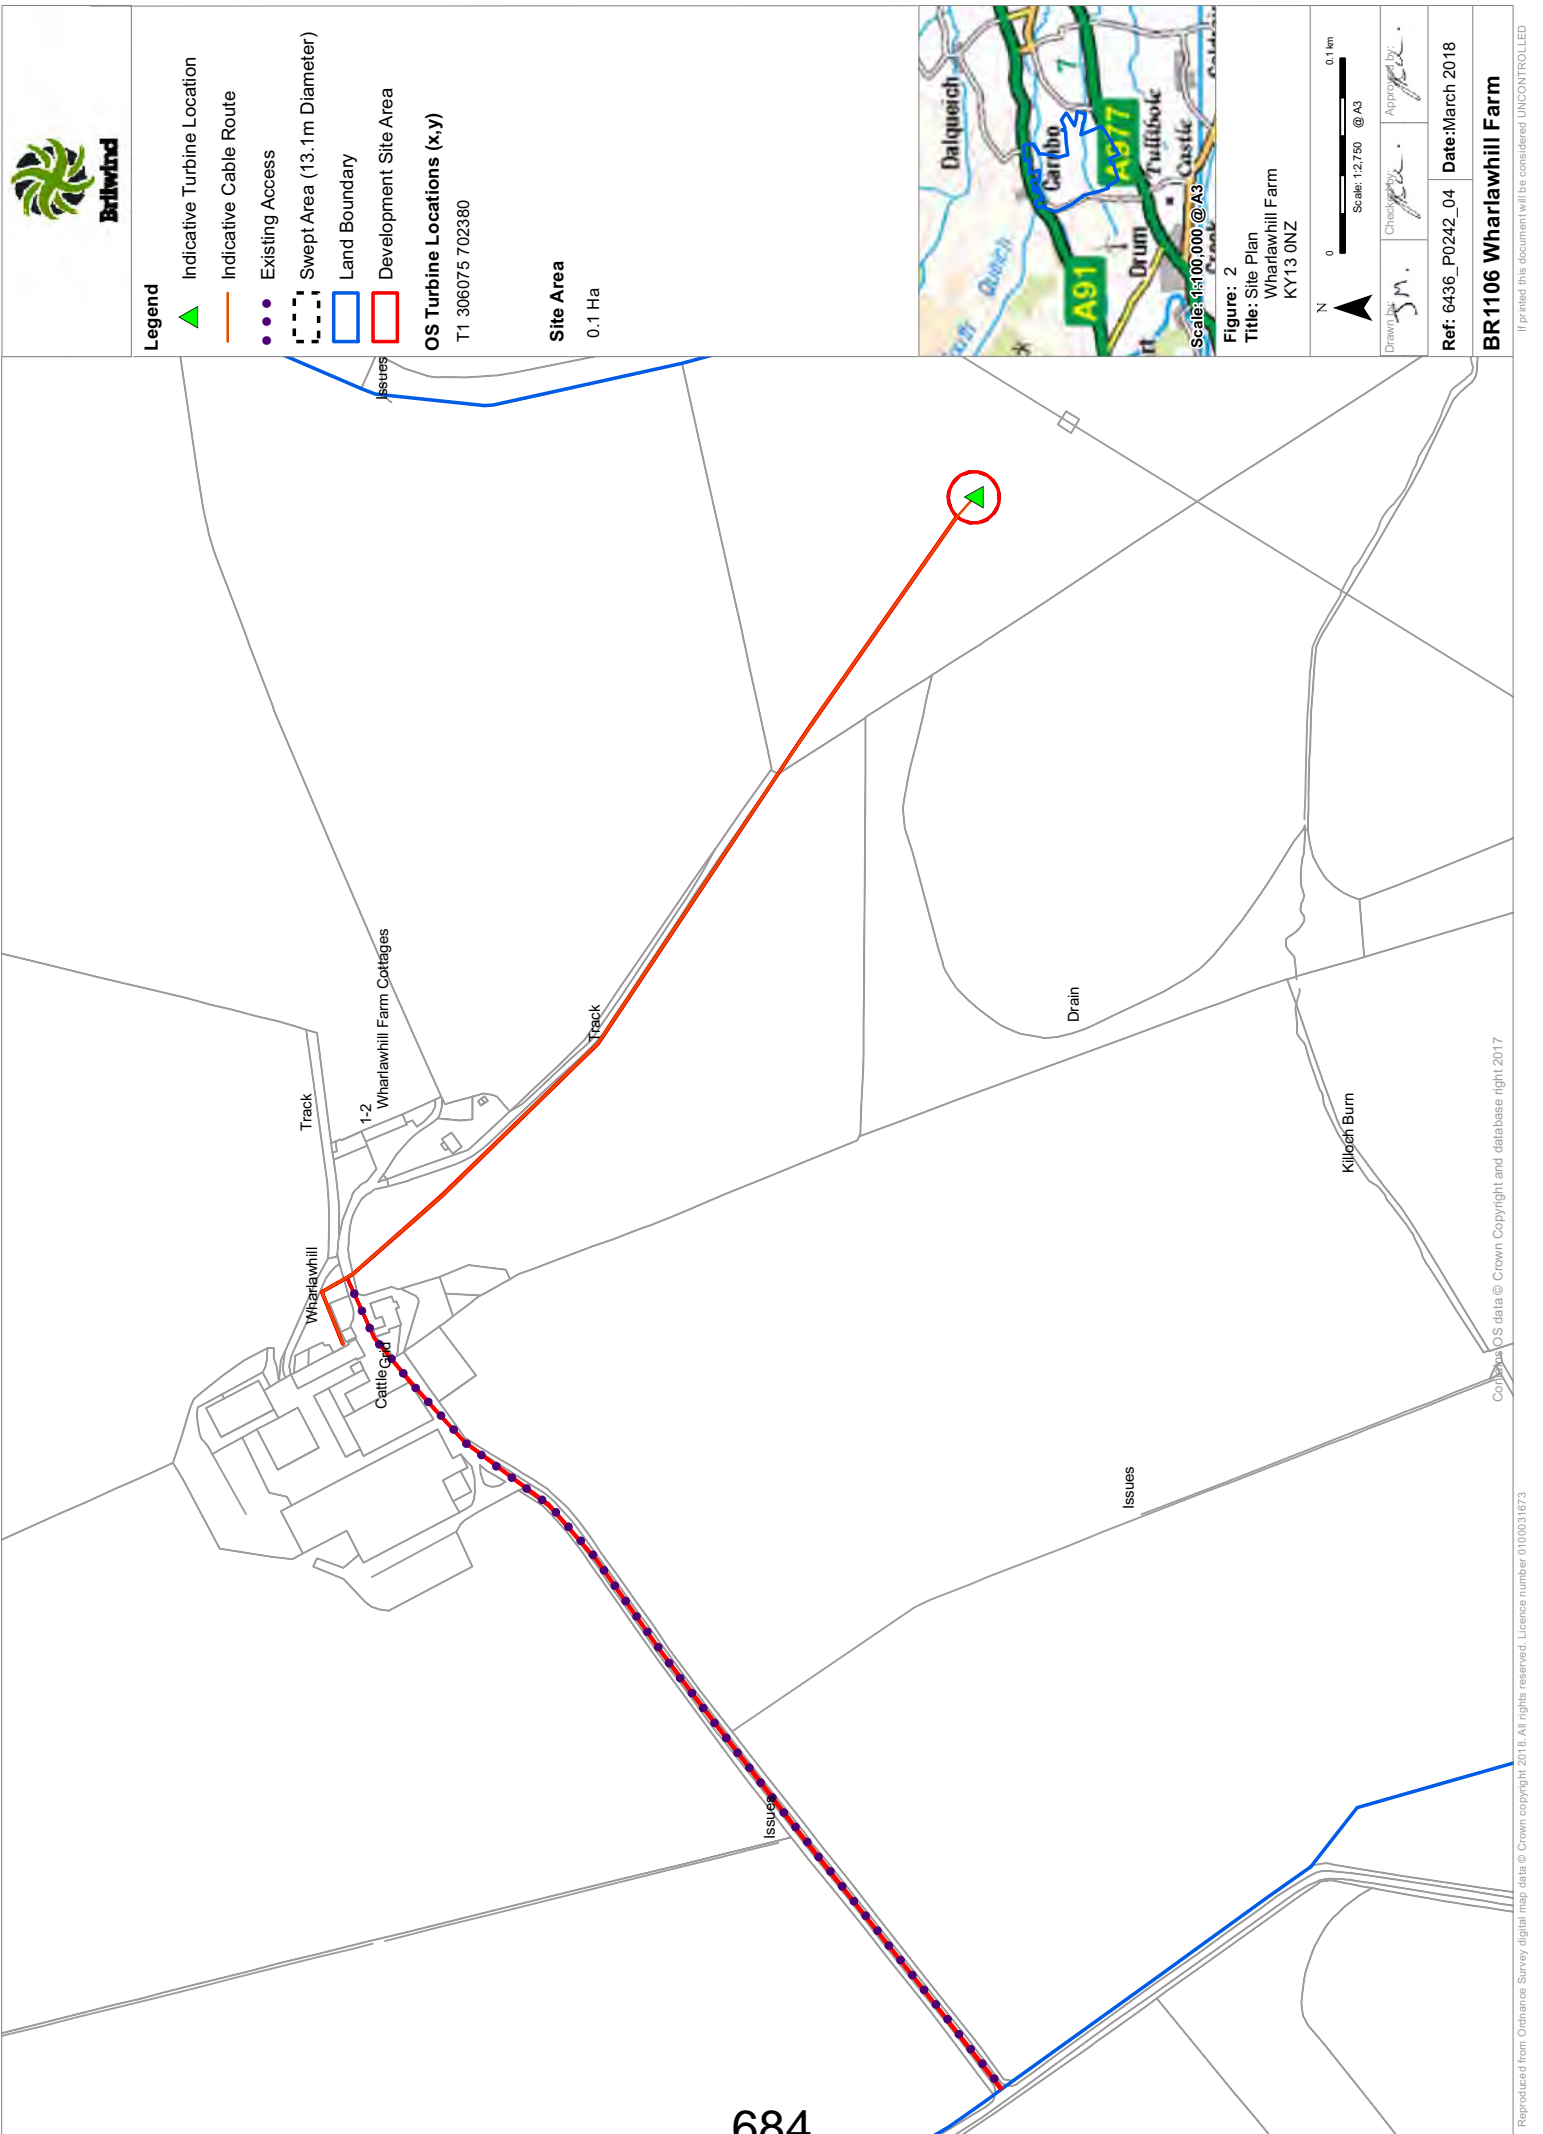 Britwind
Legend
Indicative Turbine Location
Indicative Cable Route
Existing Access
Swept Area (13.1m Diameter)
Land Boundary
Development Site Area
OS Turbine Locations (x,y)
T1 306075 702380
Site Area
0.1 Ha
Dalqueich
Queich
Carnbo
7
A91
A977
Drum
Tullibole
Castle
Scale: 1:100,000 @ A3
Figure: 2
Title: Site Plan
Wharlawhill Farm
KY13 0NZ
N
0
0.1 km
Scale: 1:2,750 @ A3
Drawn by:
J.M.
Checked by:
Approved by:
Ref: 6436_P0242_04
Date:March 2018
BR1106 Wharlawhill Farm
If printed this document will be considered UNCONTROLLED
Issues
Track
1-2
Wharlawhill Farm Cottages
Track
Wharlawhill
Cattle Grid
Drain
Killoch Burn
Issues
Issues
Contains OS data © Crown Copyright and database right 2017
Reproduced from Ordnance Survey digital map data © Crown copyright 2018. All rights reserved. Licence number 0100031673
684